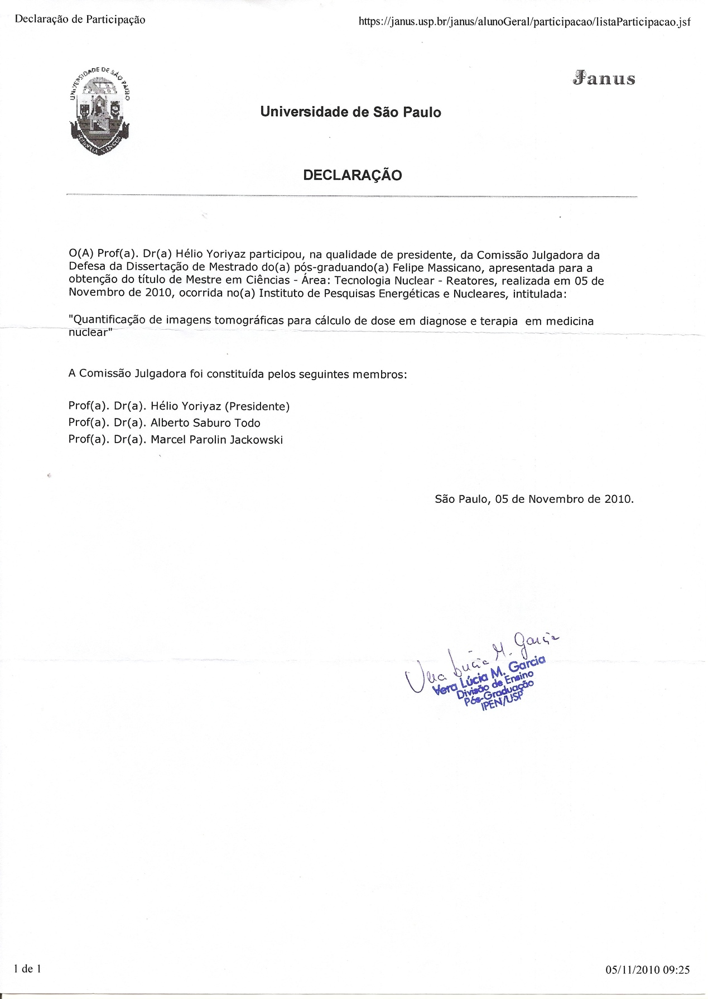 Declaração de Participação
https://janus.usp.br/janus/alunoGeral/participacao/listaParticipacao.jsf
UNIVERSIDADE DE SÃO PAULO
Janus
Universidade de São Paulo
DECLARAÇÃO
O(A) Prof(a). Dr(a) Hélio Yoriyaz participou, na qualidade de presidente, da Comissão Julgadora da
Defesa da Dissertação de Mestrado do(a) pós-graduando(a) Felipe Massicano, apresentada para a
obtenção do título de Mestre em Ciências - Área: Tecnologia Nuclear - Reatores, realizada em 05 de
Novembro de 2010, ocorrida no(a) Instituto de Pesquisas Energéticas e Nucleares, intitulada:
"Quantificação de imagens tomográficas para cálculo de dose em diagnose e terapia  em medicina
nuclear"
A Comissão Julgadora foi constituída pelos seguintes membros:
Prof(a). Dr(a). Hélio Yoriyaz (Presidente)
Prof(a). Dr(a). Alberto Saburo Todo
Prof(a). Dr(a). Marcel Parolin Jackowski
São Paulo, 05 de Novembro de 2010.
Vera Lúcia M. Garcia
Vera Lúcia M. Garcia
Divisão de Ensino
Pós-Graduação
IPEN/USP
1 de 1
05/11/2010 09:25